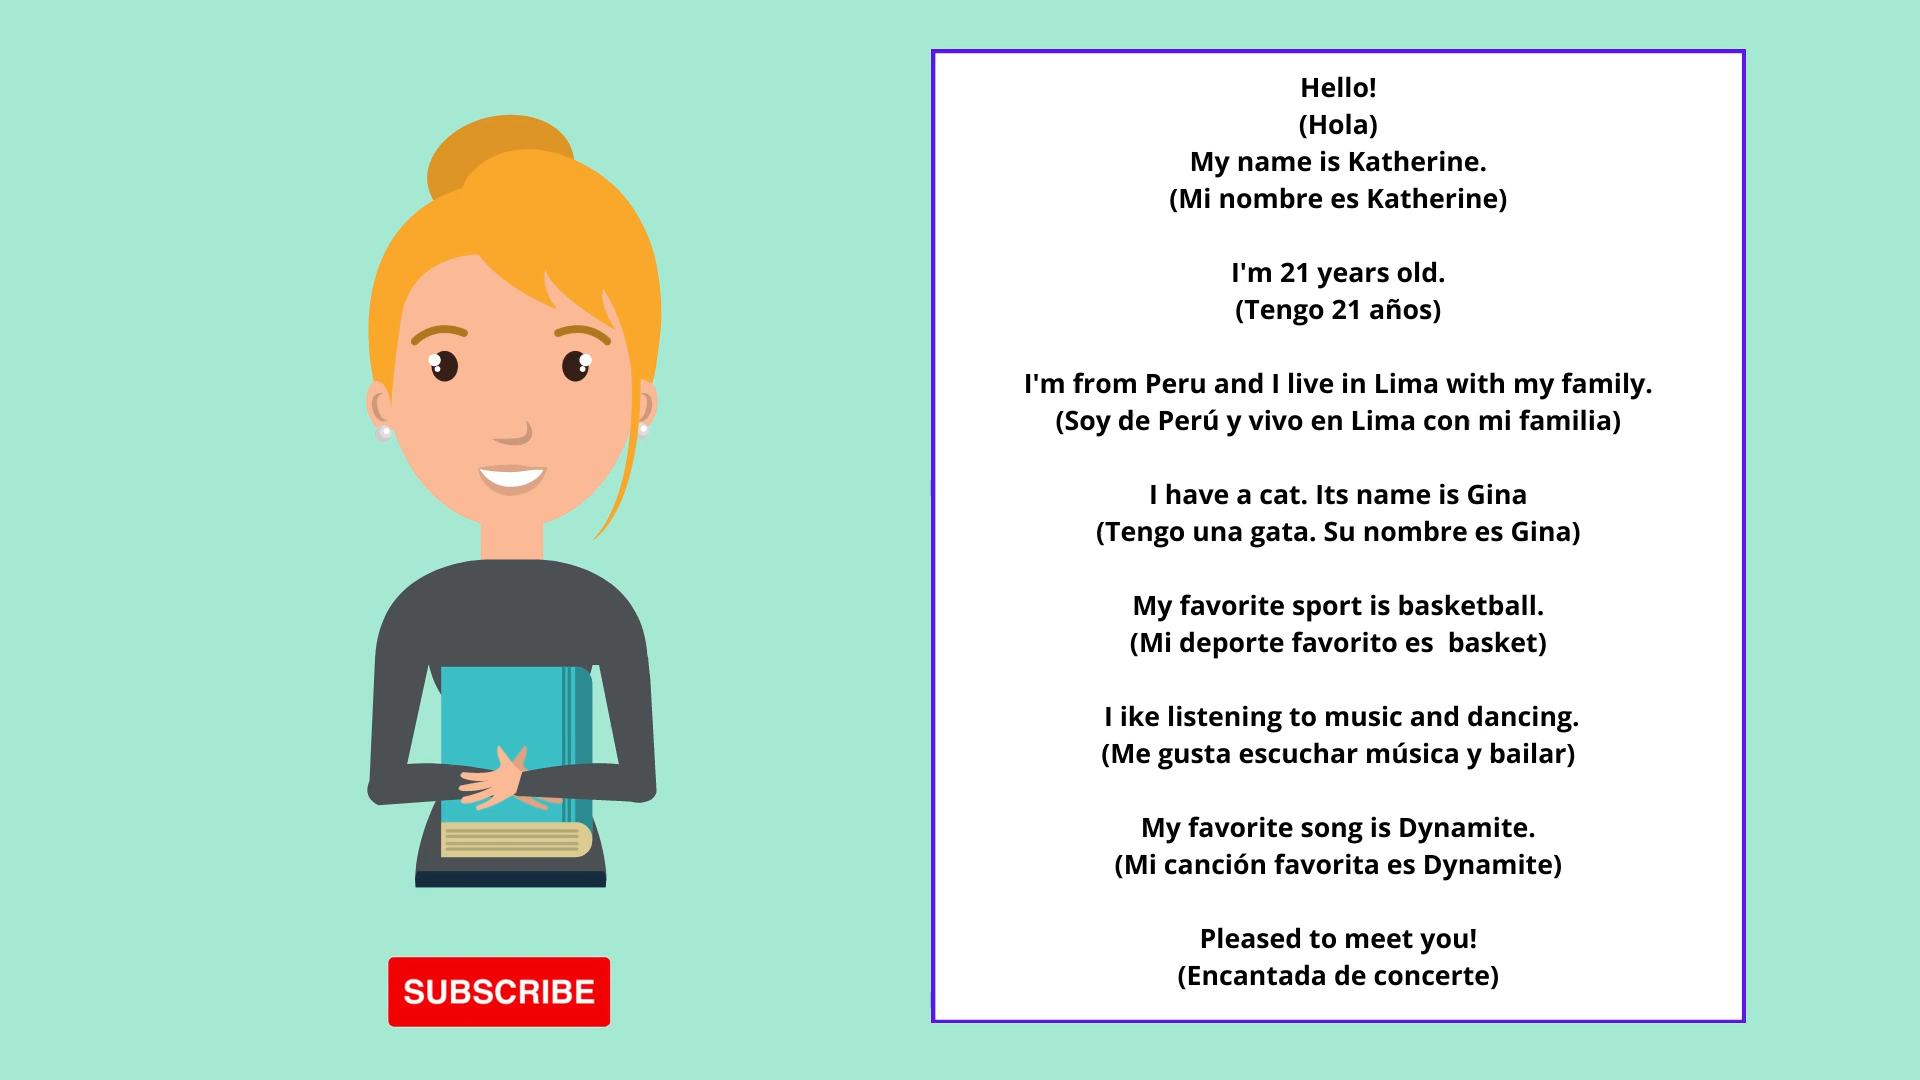 Hello!
(Hola)
My name is Katherine.
(Mi nombre es Katherine)
I'm 21 years old.
(Tengo 21 años)
I'm from Peru and I live in Lima with my family.
(Soy de Perú y vivo en Lima con mi familia)
I have a cat. Its name is Gina
(Tengo una gata. Su nombre es Gina)
My favorite sport is basketball.
(Mi deporte favorito es  basket)
I ike listening to music and dancing.
(Me gusta escuchar música y bailar)
My favorite song is Dynamite.
(Mi canción favorita es Dynamite)
Pleased to meet you!
(Encantada de concerte)
SUBSCRIBE